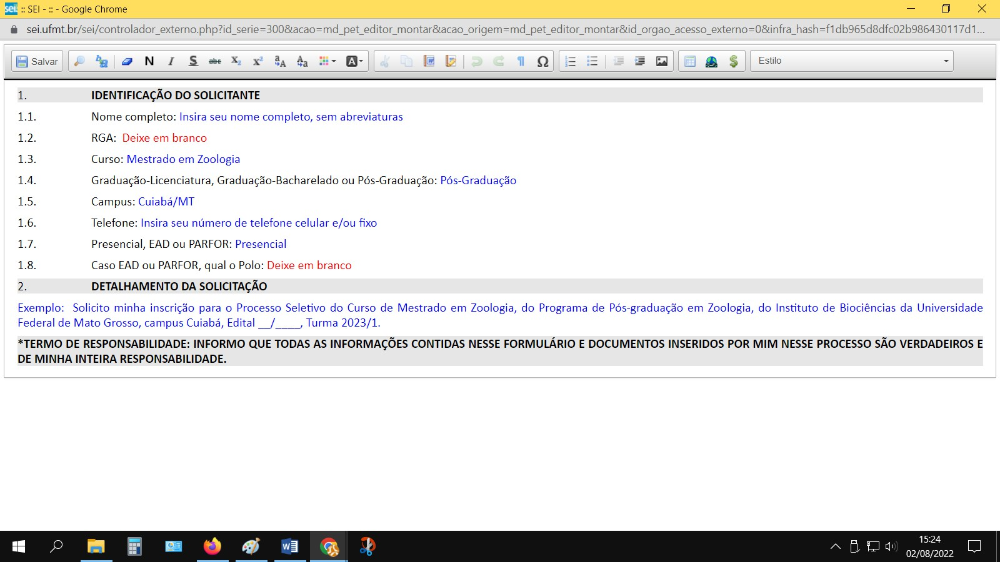 sei :: SEI - :: - Google Chrome
sei.ufmt.br/sei/controlador_externo.php?id_serie=300&acao=md_pet_editor_montar&acao_origem=md_pet_editor_montar&id_orgao_acesso_externo=0&infra_hash=f1db965d8dfc02b986430117d1...
Salvar N I S abc X₂ X² Ω $ Estilo
1. IDENTIFICAÇÃO DO SOLICITANTE
1.1. Nome completo: Insira seu nome completo, sem abreviaturas
1.2. RGA: Deixe em branco
1.3. Curso: Mestrado em Zoologia
1.4. Graduação-Licenciatura, Graduação-Bacharelado ou Pós-Graduação: Pós-Graduação
1.5. Campus: Cuiabá/MT
1.6. Telefone: Insira seu número de telefone celular e/ou fixo
1.7. Presencial, EAD ou PARFOR: Presencial
1.8. Caso EAD ou PARFOR, qual o Polo: Deixe em branco
2. DETALHAMENTO DA SOLICITAÇÃO
Exemplo: Solicito minha inscrição para o Processo Seletivo do Curso de Mestrado em Zoologia, do Programa de Pós-graduação em Zoologia, do Instituto de Biociências da Universidade
Federal de Mato Grosso, campus Cuiabá, Edital __/____, Turma 2023/1.
*TERMO DE RESPONSABILIDADE: INFORMO QUE TODAS AS INFORMAÇÕES CONTIDAS NESSE FORMULÁRIO E DOCUMENTOS INSERIDOS POR MIM NESSE PROCESSO SÃO VERDADEIROS E
DE MINHA INTEIRA RESPONSABILIDADE.
15:24
02/08/2022